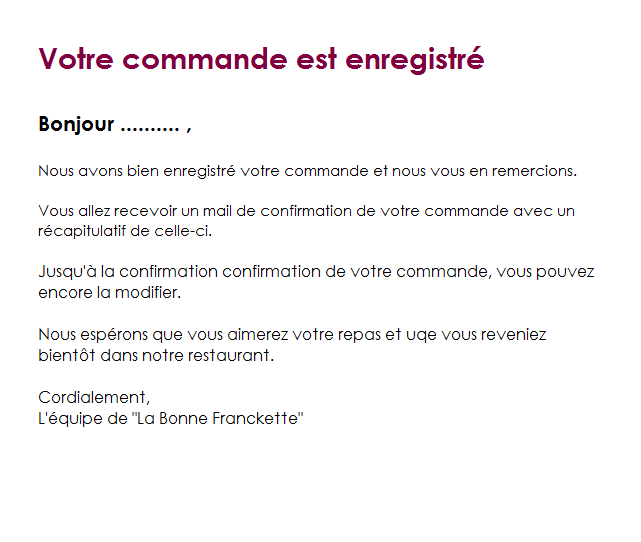 Votre commande est enregistré
Bonjour .......... ,
Nous avons bien enregistré votre commande et nous vous en remercions.
Vous allez recevoir un mail de confirmation de votre commande avec un
récapitulatif de celle-ci.
Jusqu'à la confirmation confirmation de votre commande, vous pouvez
encore la modifier.
Nous espérons que vous aimerez votre repas et uqe vous reveniez
bientôt dans notre restaurant.
Cordialement,
L'équipe de "La Bonne Franckette"